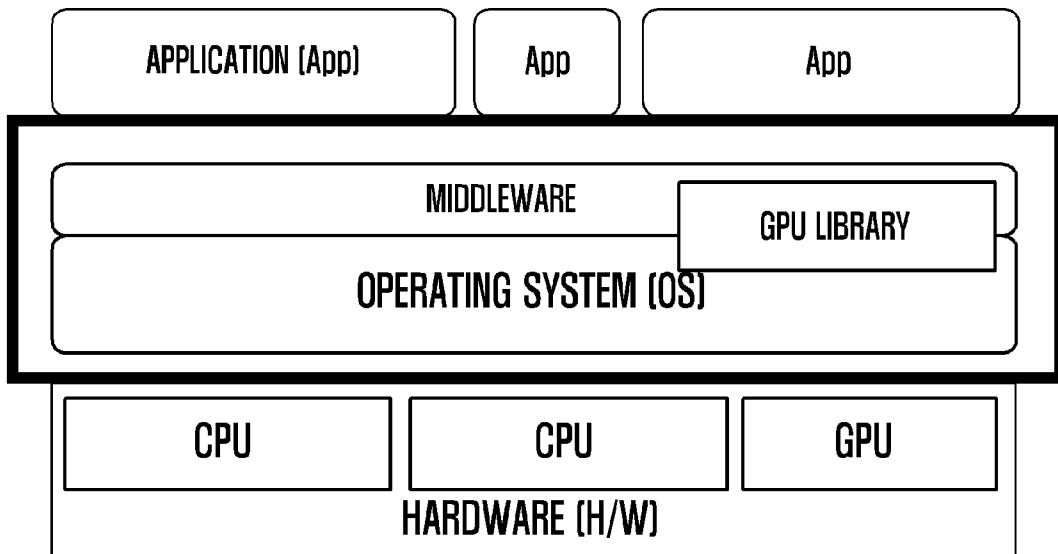 APPLICATION (App)
App
App
MIDDLEWARE
GPU LIBRARY
OPERATING SYSTEM (OS)
CPU
CPU
GPU
HARDWARE (H/W)